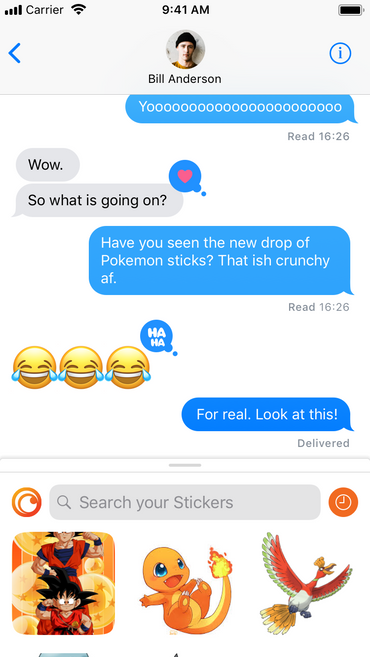 Carrier 9:41 AM
Bill Anderson
Yooooooooooooooooooooooo
Read 16:26
Wow.
So what is going on?
Have you seen the new drop of
Pokemon sticks? That ish crunchy
af.
Read 16:26
HA
HA
For real. Look at this!
Delivered
Search your Stickers